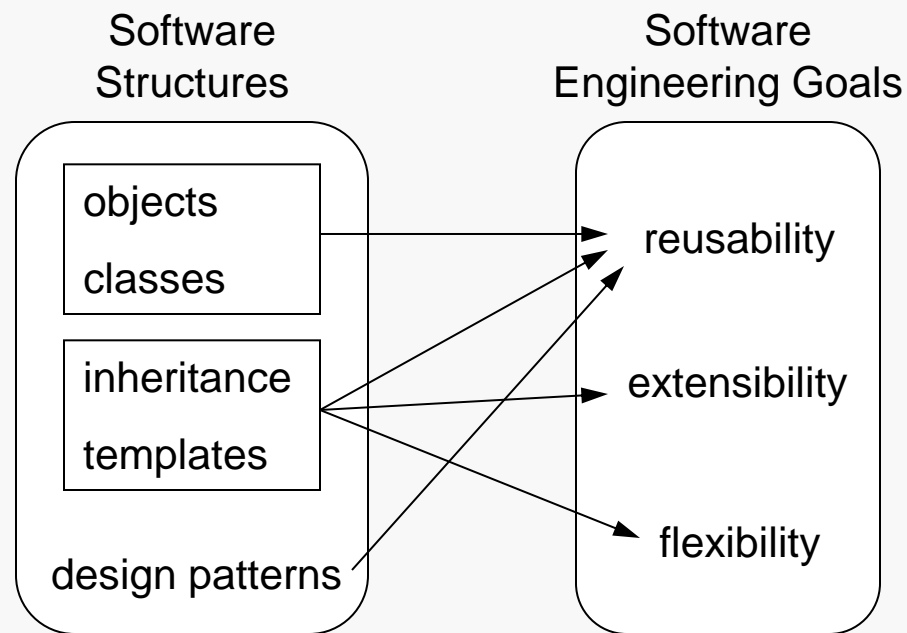 Software
Structures
objects
classes
inheritance
templates
design patterns
Software
Engineering Goals
reusability
extensibility
flexibility